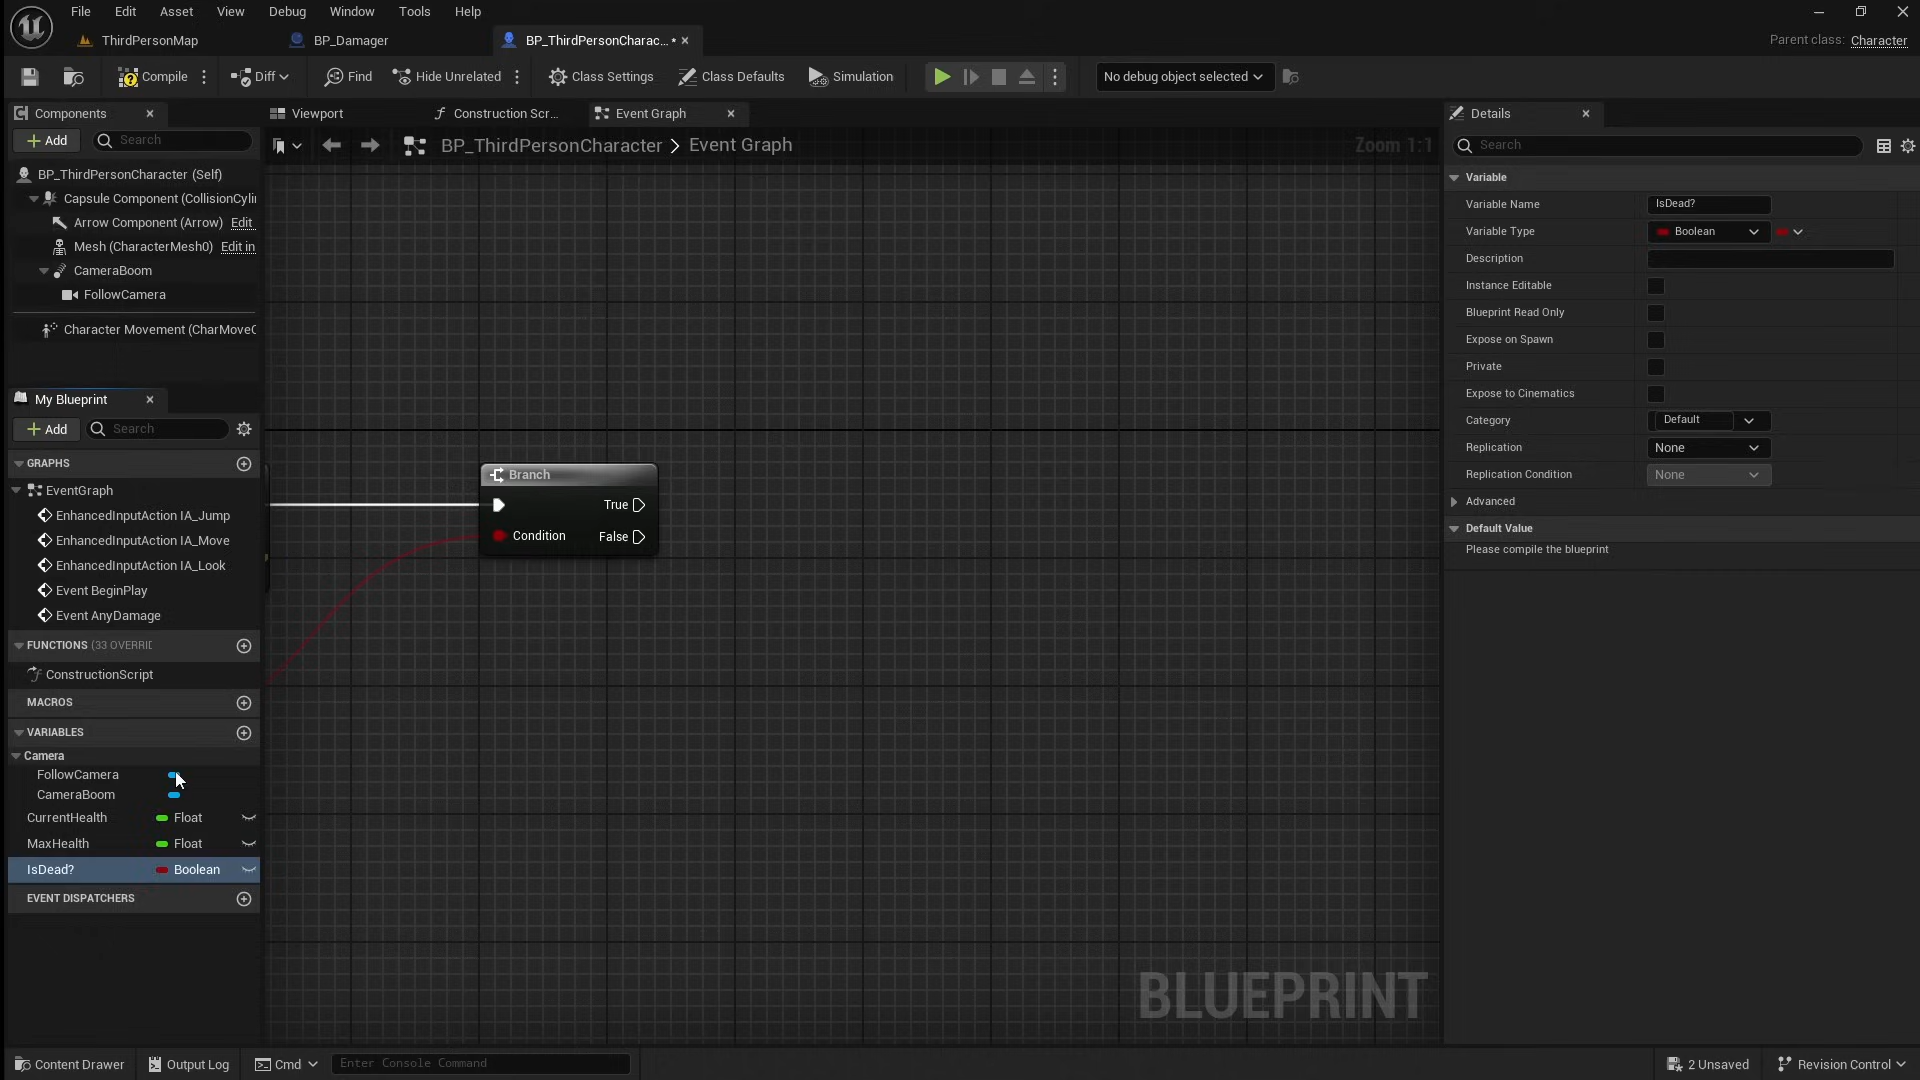 File Edit Asset View Debug Window Tools Help
ThirdPersonMap BP_Damager BP_ThirdPersonCharac... •
Parent class: Character
Compile Diff Find Hide Unrelated Class Settings Class Defaults Simulation No debug object selected
Components Viewport Construction Scr... Event Graph Details
Add Search
BP_ThirdPersonCharacter > Event Graph Zoom 1:1 Search
BP_ThirdPersonCharacter (Self)
Capsule Component (CollisionCyli
Arrow Component (Arrow) Edit
Mesh (CharacterMesh0) Edit in
CameraBoom
FollowCamera
Character Movement (CharMoveC
My Blueprint
Add Search
GRAPHS
EventGraph
EnhancedInputAction IA_Jump
EnhancedInputAction IA_Move
EnhancedInputAction IA_Look
Event BeginPlay
Event AnyDamage
FUNCTIONS (33 OVERRI
ConstructionScript
MACROS
VARIABLES
Camera
FollowCamera
CameraBoom
CurrentHealth Float
MaxHealth Float
IsDead? Boolean
EVENT DISPATCHERS
Branch
True
Condition False
BLUEPRINT
Variable
Variable Name IsDead?
Variable Type Boolean
Description
Instance Editable
Blueprint Read Only
Expose on Spawn
Private
Expose to Cinematics
Category Default
Replication None
Replication Condition None
Advanced
Default Value
Please compile the blueprint
Content Drawer Output Log Cmd Enter Console Command 2 Unsaved Revision Control